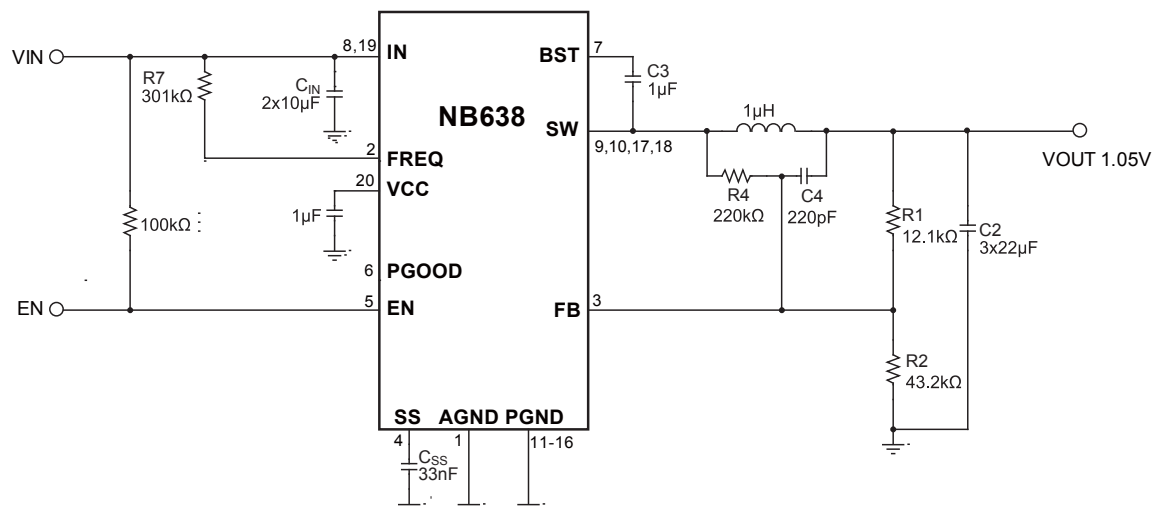 VIN
8,19
IN
R7
301kΩ
CIN
2x10µF
2
FREQ
20
VCC
1µF
100kΩ
6
PGOOD
EN
5
EN
NB638
BST
7
C3
1µF
SW
9,10,17,18
1µH
R4
220kΩ
C4
220pF
VOUT 1.05V
R1
12.1kΩ
C2
3x22µF
FB
3
R2
43.2kΩ
SS
AGND
PGND
4
1
11-16
CSS
33nF